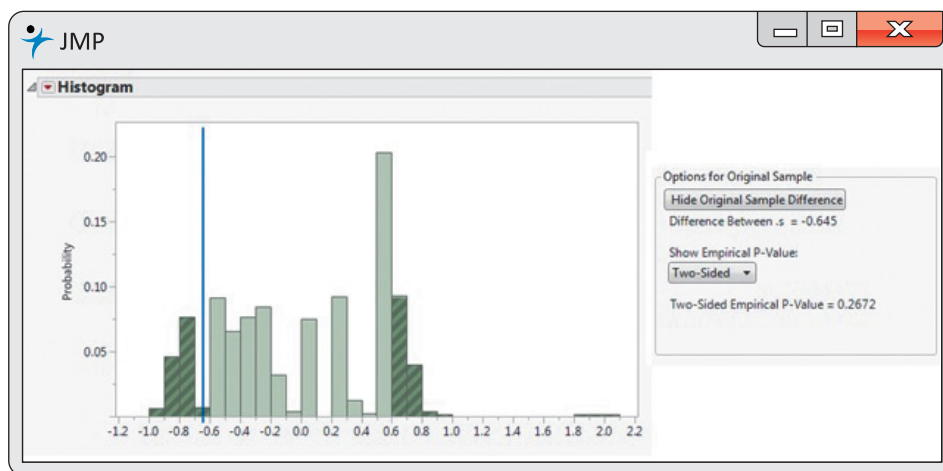 JMP
Histogram
0.20
0.15
0.10
0.05
Probability
-1.2 -1.0 -0.8 -0.6 -0.4 -0.2 0.0 0.2 0.4 0.6 0.8 1.0 1.2 1.4 1.6 1.8 2.0 2.2
Options for Original Sample
Hide Original Sample Difference
Difference Between .s = -0.645
Show Empirical P-Value:
Two-Sided
Two-Sided Empirical P-Value = 0.2672